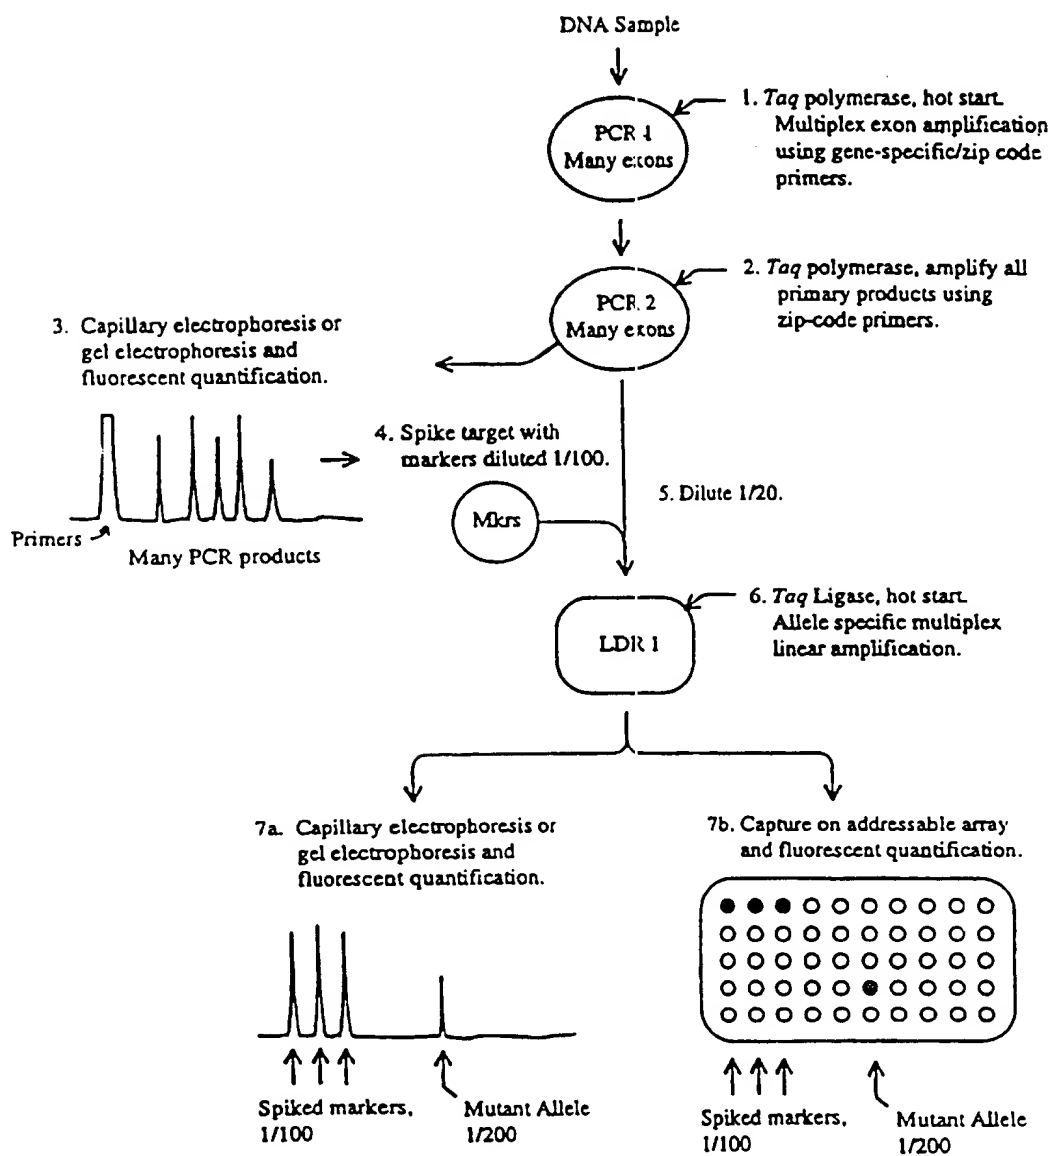 DNA Sample
PCR 1
Many exons
1. Taq polymerase, hot start.
Multiplex exon amplification
using gene-specific/zip code
primers.
PCR 2
Many exons
2. Taq polymerase, amplify all
primary products using
zip-code primers.
3. Capillary electrophoresis or
gel electrophoresis and
fluorescent quantification.
Primers
Many PCR products
4. Spike target with
markers diluted 1/100.
Mkrs
5. Dilute 1/20.
LDR 1
6. Taq Ligase, hot start.
Allele specific multiplex
linear amplification.
7a. Capillary electrophoresis or
gel electrophoresis and
fluorescent quantification.
Spiked markers,
1/100
Mutant Allele
1/200
7b. Capture on addressable array
and fluorescent quantification.
Spiked markers,
1/100
Mutant Allele
1/200